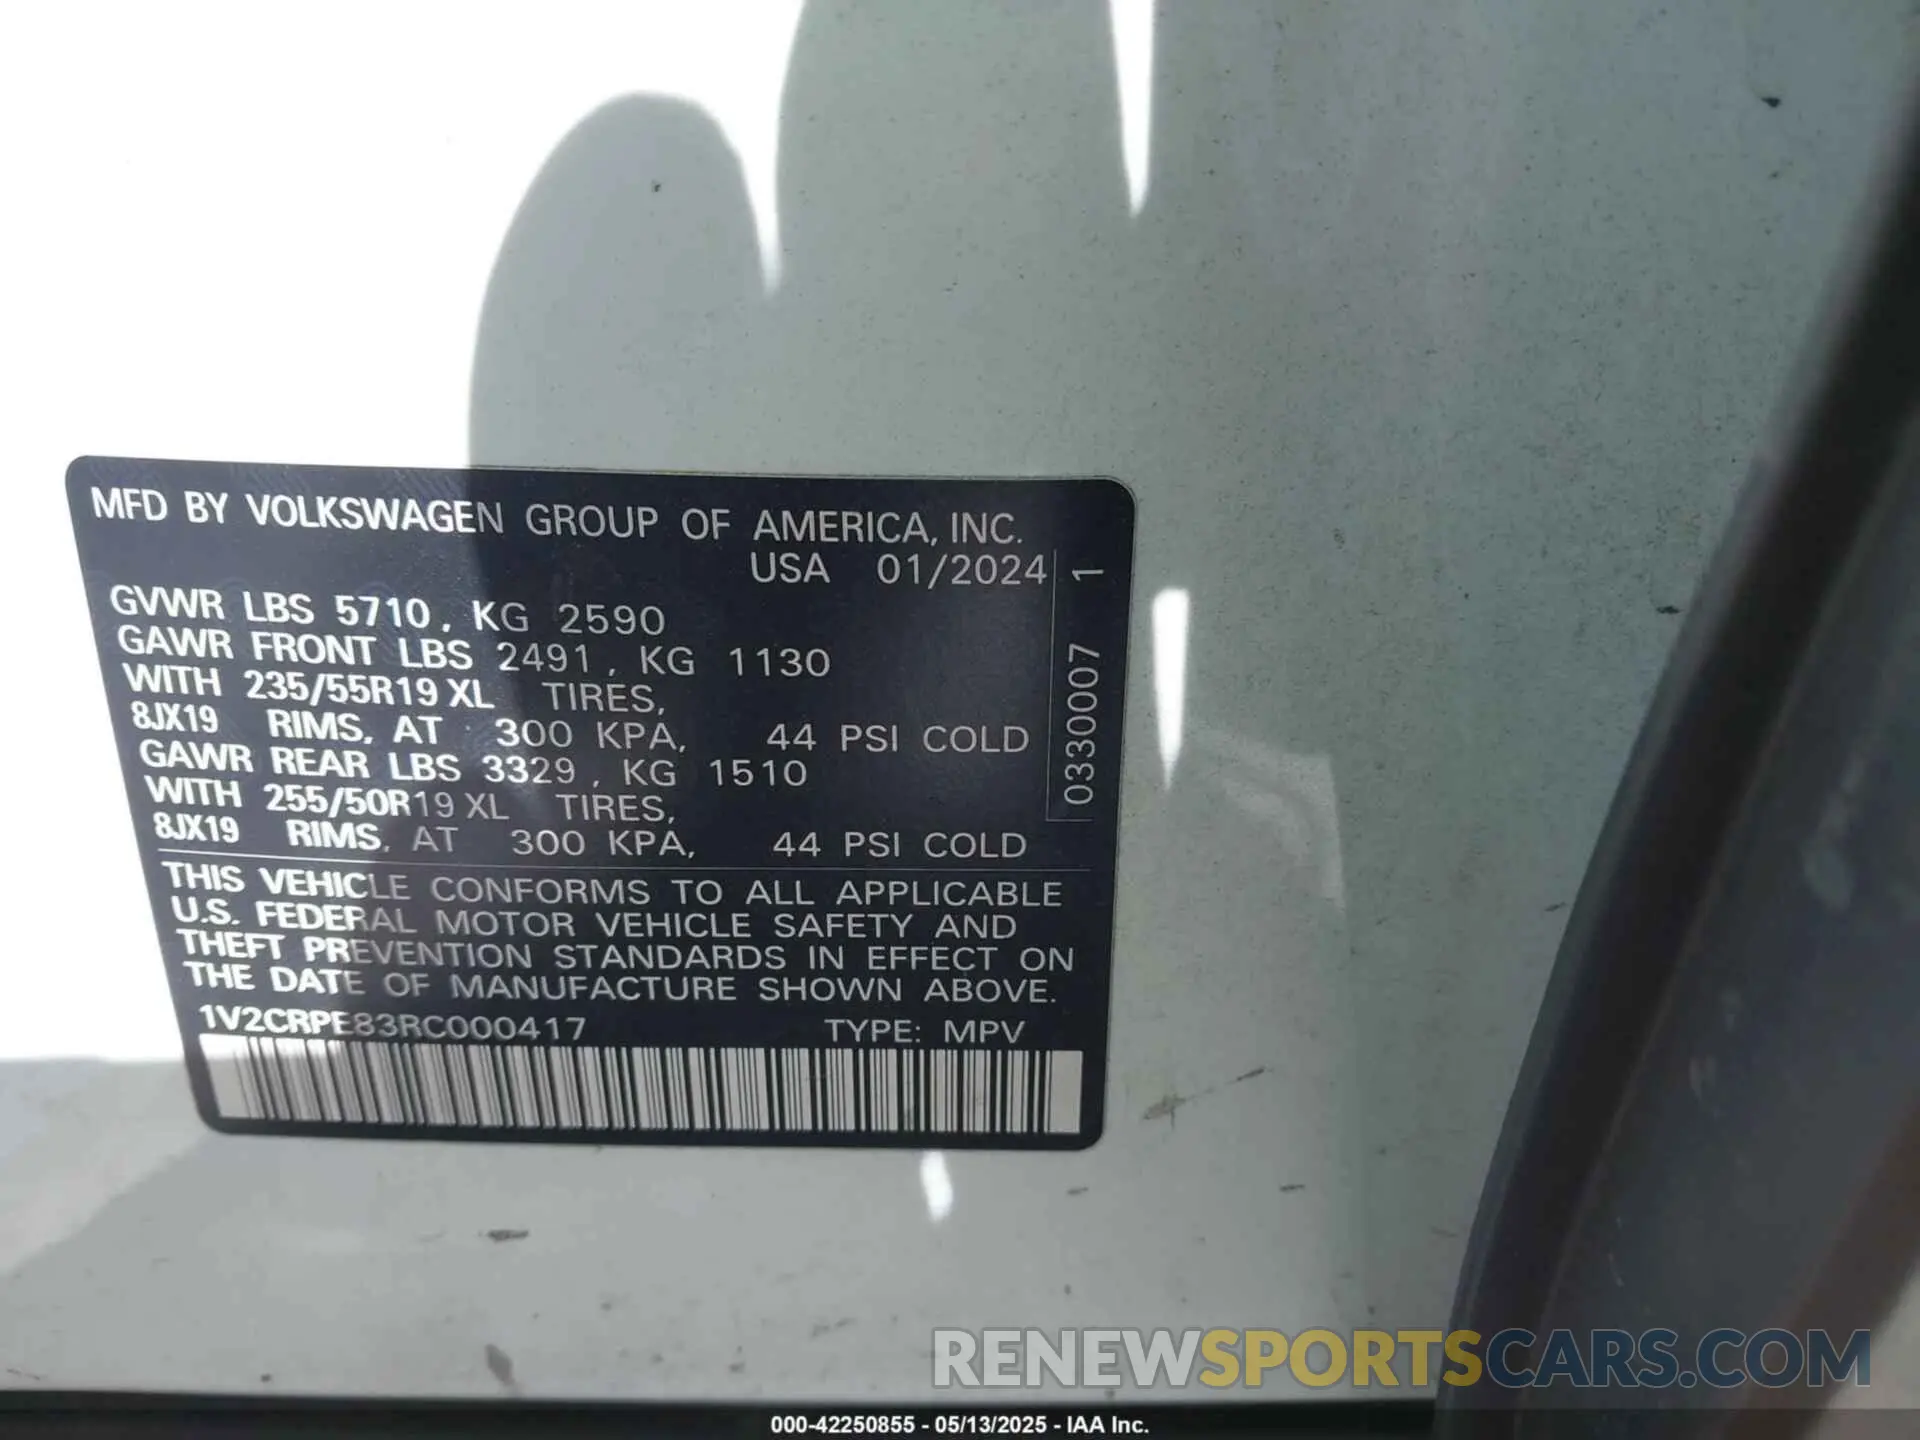 MFD BY VOLKSWAGEN GROUP OF AMERICA, INC.
USA 01/2024
GVWR LBS 5710, KG 2590
GAWR FRONT LBS 2491, KG 1130
WITH 235/55R19 XL TIRES,
8JX19 RIMS, AT 300 KPA, 44 PSI COLD
GAWR REAR LBS 3329, KG 1510
WITH 255/50R19 XL TIRES,
8JX19 RIMS, AT 300 KPA, 44 PSI COLD
0330007 1
THIS VEHICLE CONFORMS TO ALL APPLICABLE
U.S. FEDERAL MOTOR VEHICLE SAFETY AND
THEFT PREVENTION STANDARDS IN EFFECT ON
THE DATE OF MANUFACTURE SHOWN ABOVE.
1V2CRPE83RC000417 TYPE: MPV
RENEWSPORTSCARS.COM
000-42250855 - 05/13/2025 - IAA Inc.